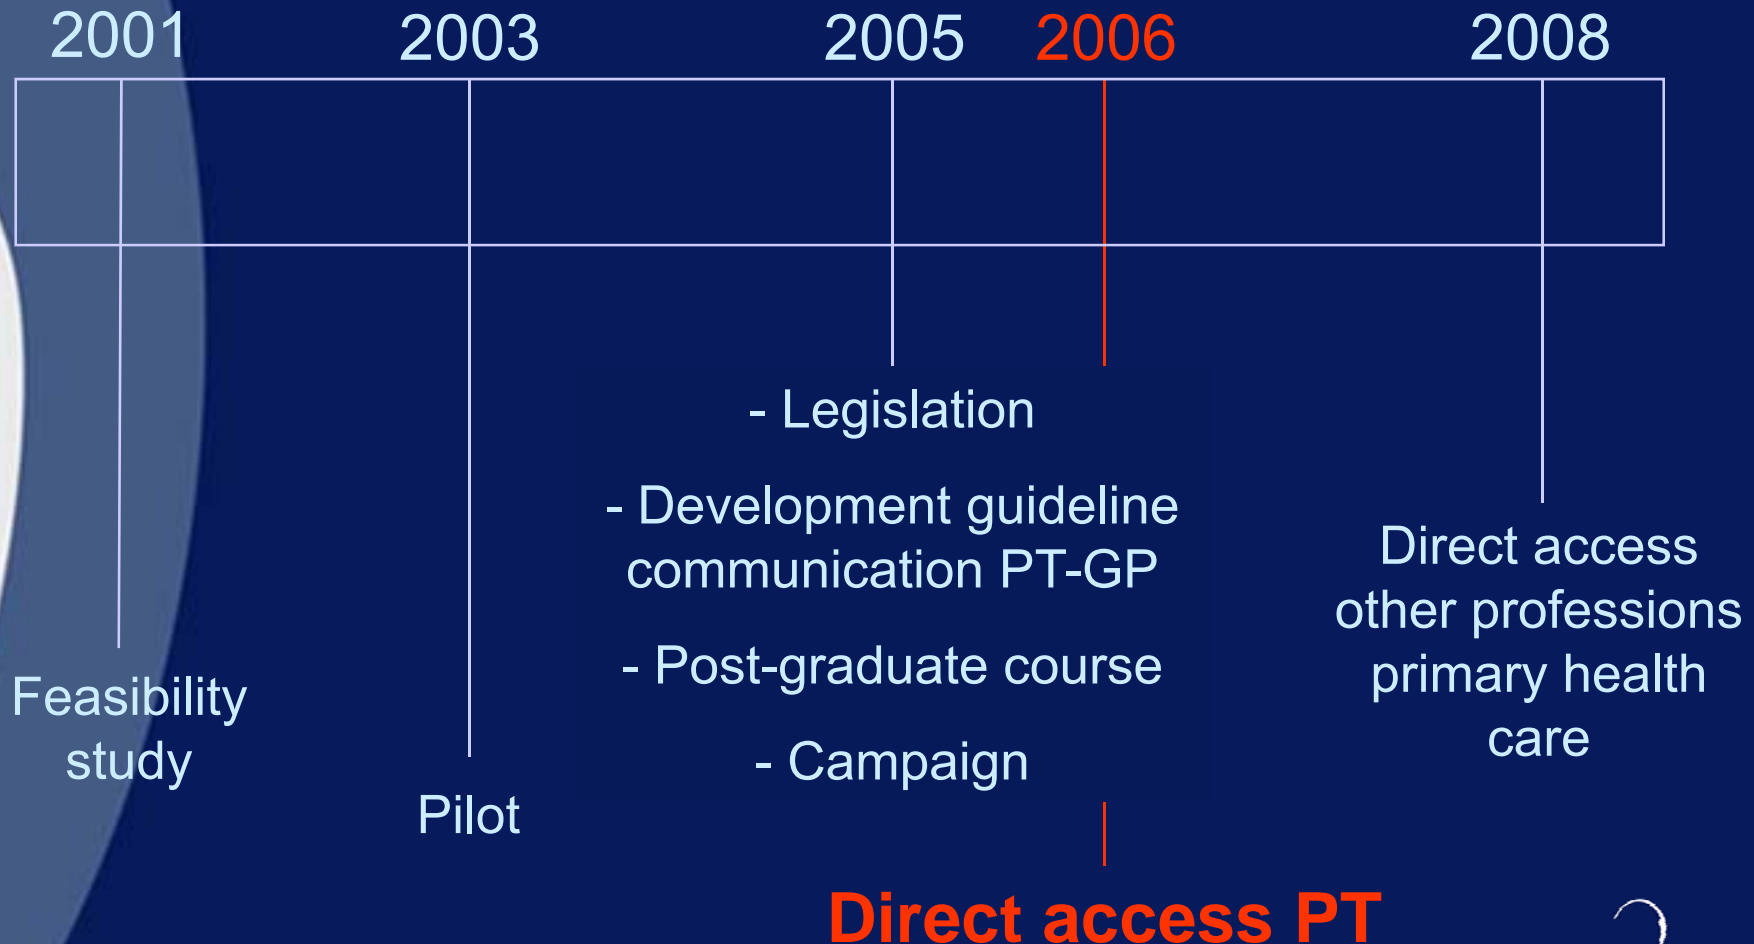 2001 2003 2005 2006 2008
- Legislation
- Development guideline
communication PT-GP
- Post-graduate course
- Campaign
Direct access
other professions
primary health
care
Feasibility
study
Pilot
Direct access PT